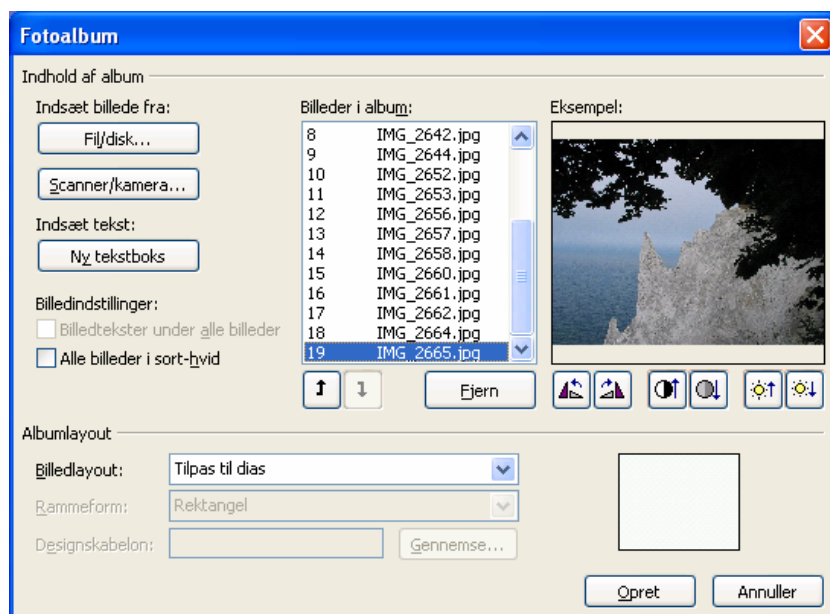 Fotoalbum
Indhold af album
Indsæt billede fra:
Fil/disk...
Scanner/kamera...
Indsæt tekst:
Ny tekstboks
Billedindstillinger:
Billedtekster under alle billeder
Alle billeder i sort-hvid
Billeder i album:
8 IMG_2642.jpg
9 IMG_2644.jpg
10 IMG_2652.jpg
11 IMG_2653.jpg
12 IMG_2656.jpg
13 IMG_2657.jpg
14 IMG_2658.jpg
15 IMG_2660.jpg
16 IMG_2661.jpg
17 IMG_2662.jpg
18 IMG_2664.jpg
19 IMG_2665.jpg
Fjern
Eksempel:
Albumlayout
Billedlayout: Tilpas til dias
Rammeform: Rektangel
Designskabelon: Gennemse...
Opret Annuller